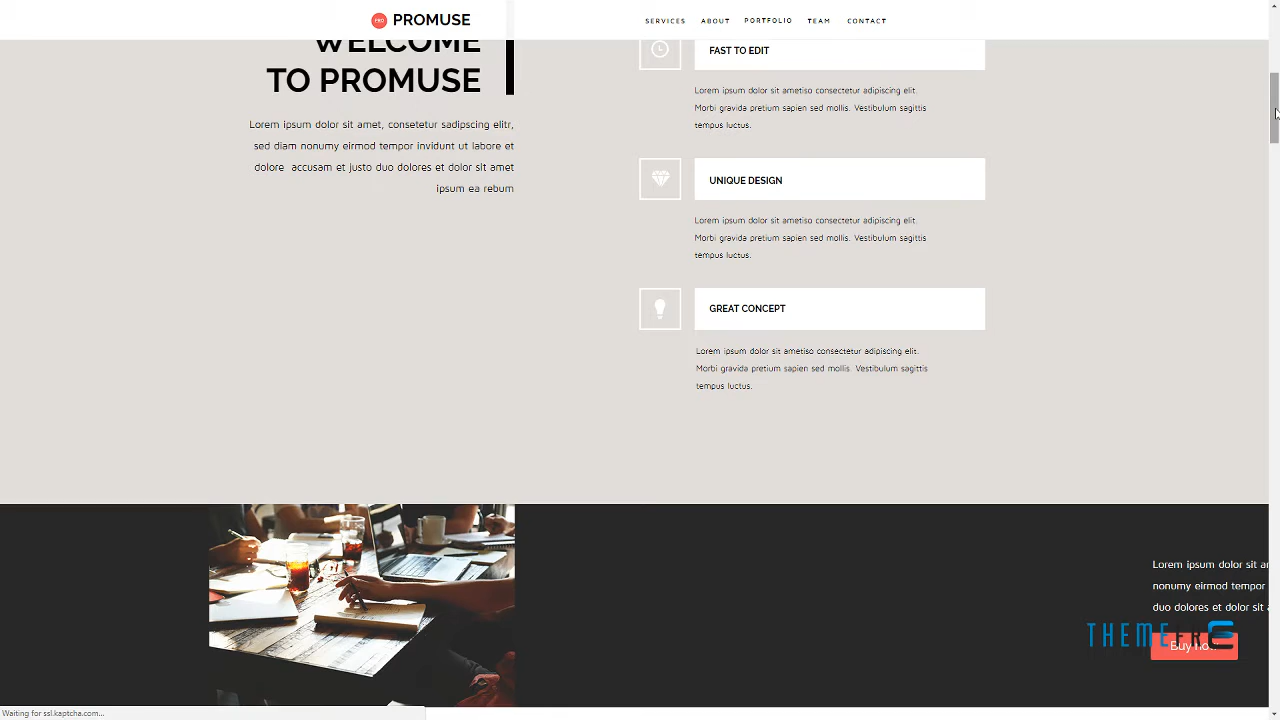 PRO PROMUSE
SERVICES ABOUT PORTFOLIO TEAM CONTACT
WELCOME
TO PROMUSE
Lorem ipsum dolor sit amet, consetetur sadipscing elitr,
sed diam nonumy eirmod tempor invidunt ut labore et
dolore accusam et justo duo dolores et dolor sit amet
ipsum ea rebum
FAST TO EDIT
Lorem ipsum dolor sit ametiso consectetur adipiscing elit.
Morbi gravida pretium sapien sed mollis. Vestibulum sagittis
tempus luctus.
UNIQUE DESIGN
Lorem ipsum dolor sit ametiso consectetur adipiscing elit.
Morbi gravida pretium sapien sed mollis. Vestibulum sagittis
tempus luctus.
GREAT CONCEPT
Lorem ipsum dolor sit ametiso consectetur adipiscing elit.
Morbi gravida pretium sapien sed mollis Vestibulum sagittis
tempus luctus.
Lorem ipsum dolor sit
nonumy eirmod tempor
duo dolores et dolor sit
THEMEFRE
Buy now
Waiting for ssl.kaptcha.com...